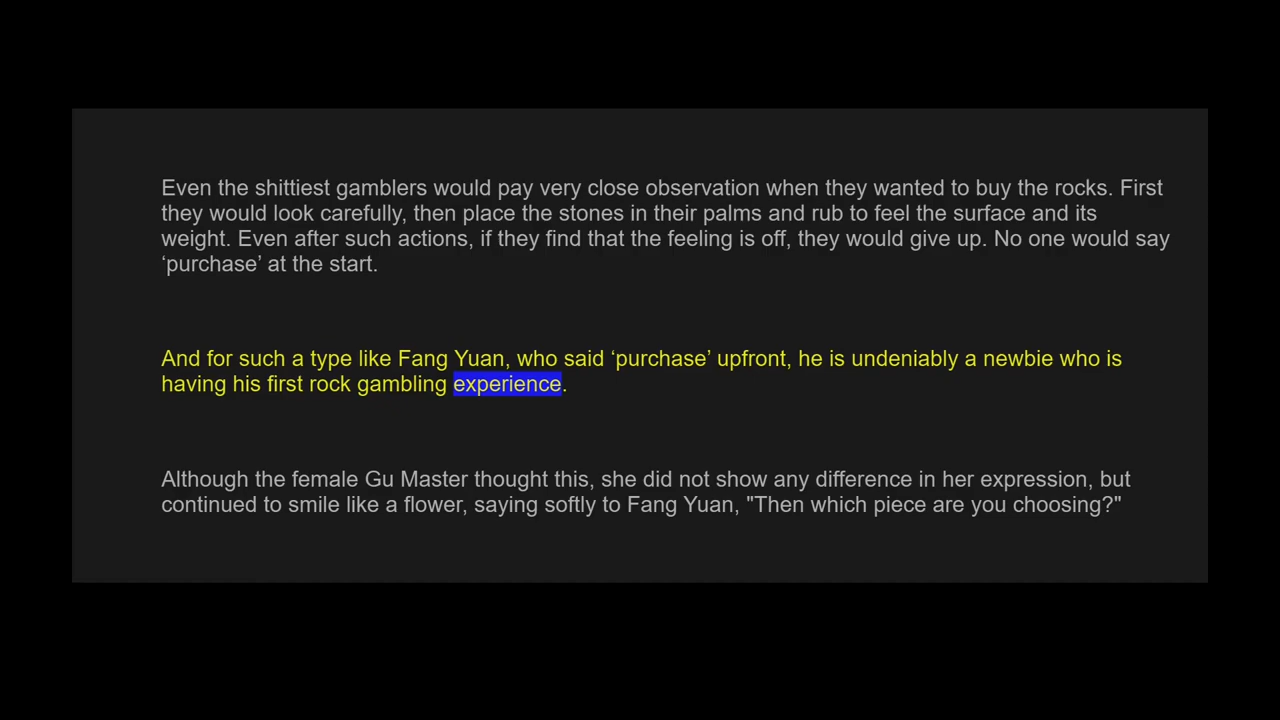 Even the shittiest gamblers would pay very close observation when they wanted to buy the rocks. First
they would look carefully, then place the stones in their palms and rub to feel the surface and its
weight. Even after such actions, if they find that the feeling is off, they would give up. No one would say
‘purchase’ at the start.
And for such a type like Fang Yuan, who said ‘purchase’ upfront, he is undeniably a newbie who is
having his first rock gambling experience.
Although the female Gu Master thought this, she did not show any difference in her expression, but
continued to smile like a flower, saying softly to Fang Yuan, "Then which piece are you choosing?"